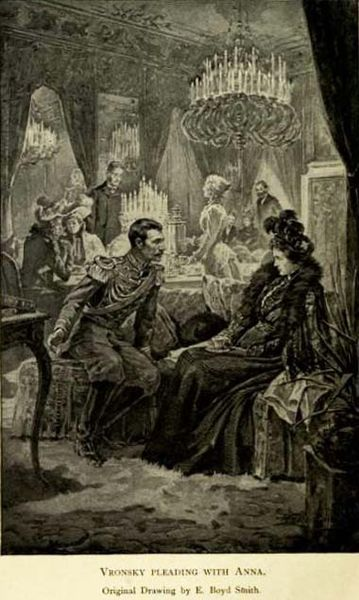 Vronsky pleading with Anna.
Original Drawing by E. Boyd Smith.